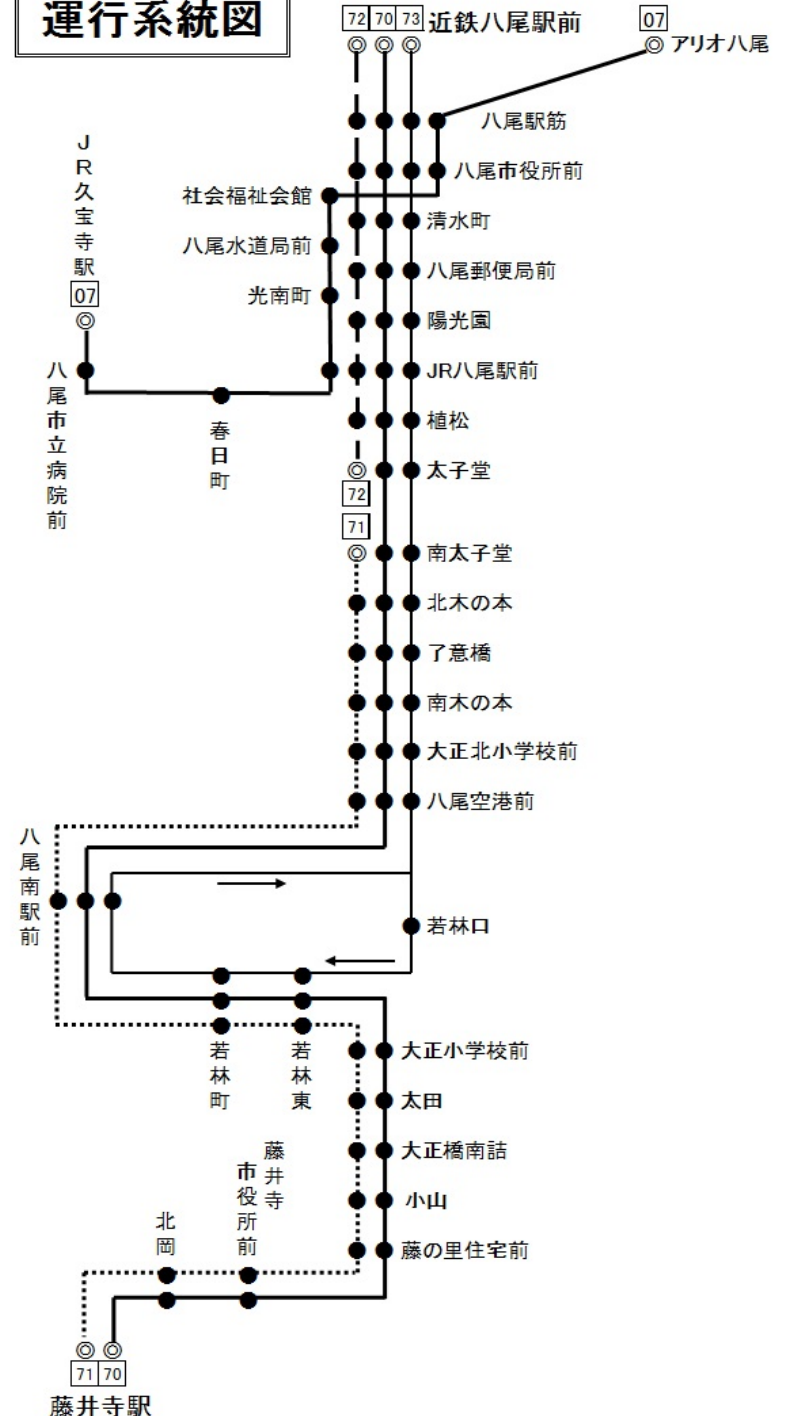 運行系統図
72 70 73 近鉄八尾駅前
07
アリオ八尾
八尾駅筋
八尾市役所前
JR久宝寺駅
07
社会福祉会館
清水町
八尾水道局前
八尾郵便局前
光南町
陽光園
八尾市立病院前
JR八尾駅前
春日町
植松
太子堂
72
71
南太子堂
北木の本
了意橋
南木の本
大正北小学校前
八尾空港前
八尾南駅前
若林口
若林町
若林東
大正小学校前
太田
大正橋南詰
小山
藤の里住宅前
北岡
藤井寺
市役所前
71 70
藤井寺駅